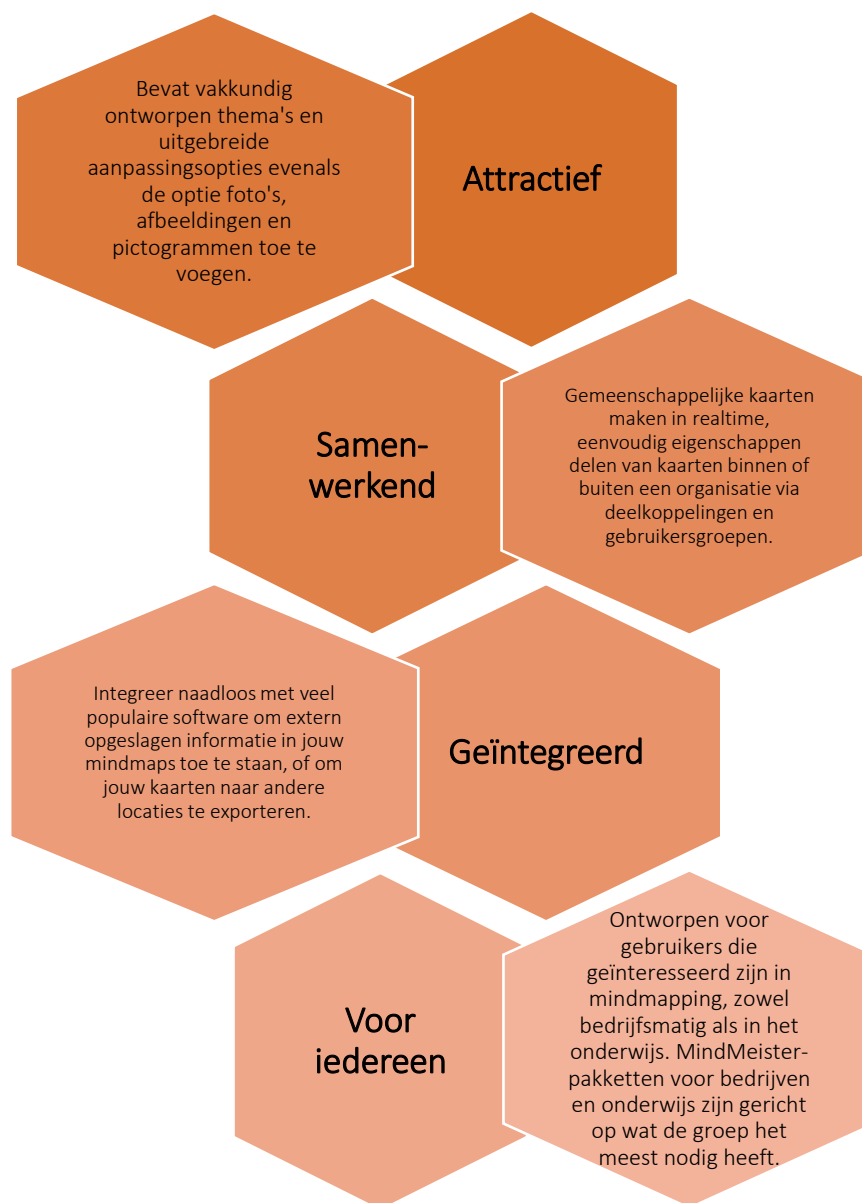 Bevat vakkundig
ontworpen thema's en
uitgebreide
aanpassingsopties evenals
de optie foto's,
afbeeldingen en
pictogrammen toe te
voegen.
Attractief
Samen-
werkend
Gemeenschappelijke kaarten
maken in realtime,
eenvoudig eigenschappen
delen van kaarten binnen of
buiten een organisatie via
deelkoppelingen en
gebruikersgroepen.
Integreer naadloos met veel
populaire software om extern
opgeslagen informatie in jouw
mindmaps toe te staan, of om
jouw kaarten naar andere
locaties te exporteren.
Geïntegreerd
Voor
iedereen
Ontworpen voor
gebruikers die
geïnteresseerd zijn in
mindmapping, zowel
bedrijfsmatig als in het
onderwijs. MindMeister-
pakketten voor bedrijven
en onderwijs zijn gericht
op wat de groep het
meest nodig heeft.